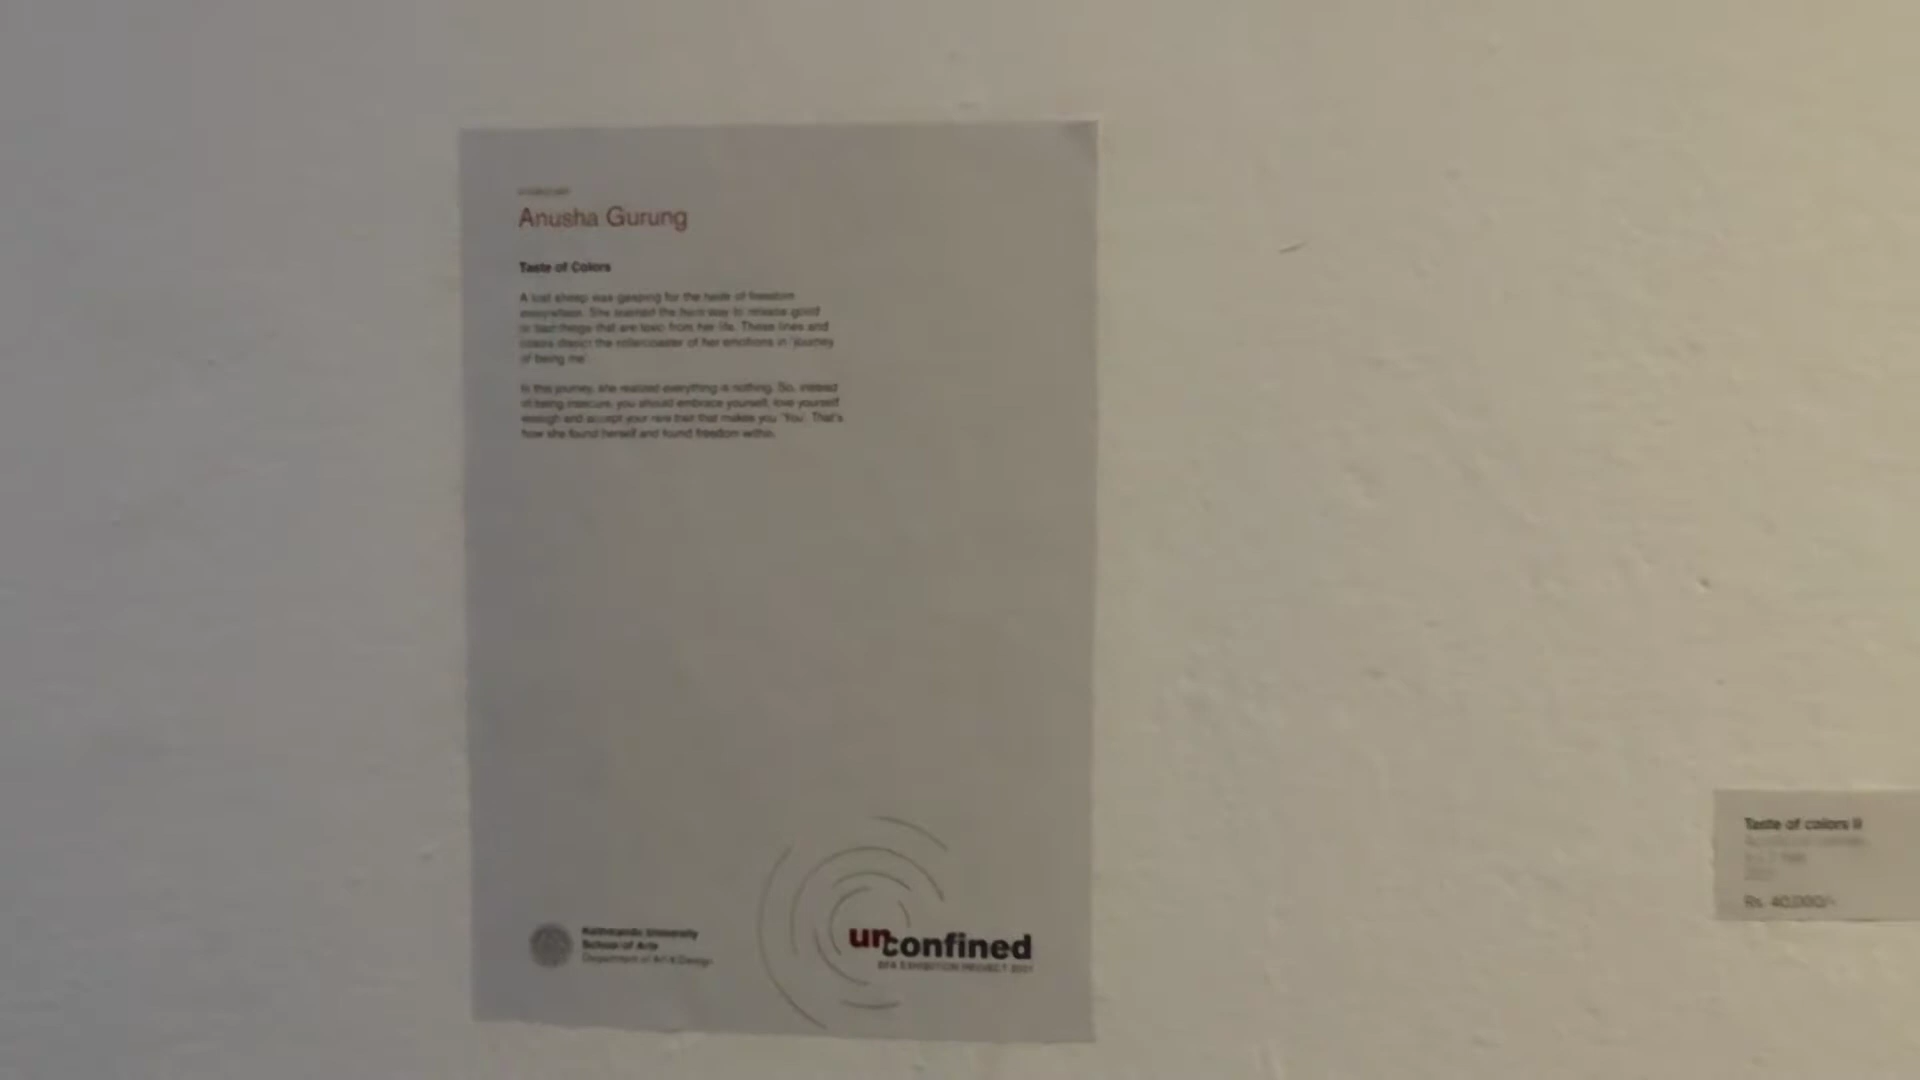 Anusha Gurung
Taste of Colors
A lost sheep was gasping for the taste of freedom
everywhere. She learned the hard way to release good
or bad things that are toxic from her life. These lines and
colors depict the rollercoaster of her emotions in 'journey
of being me'
In this journey, she realized everything is nothing. So, instead
of being insecure, you should embrace yourself, love yourself
enough and accept your rare trait that makes you 'You'. That's
how she found herself and found freedom within.
Kathmandu University
School of Arts
Department of Art & Design
unconfined
BFA EXHIBITION PROJECT 2021
Taste of colors II
Rs. 40,000/-